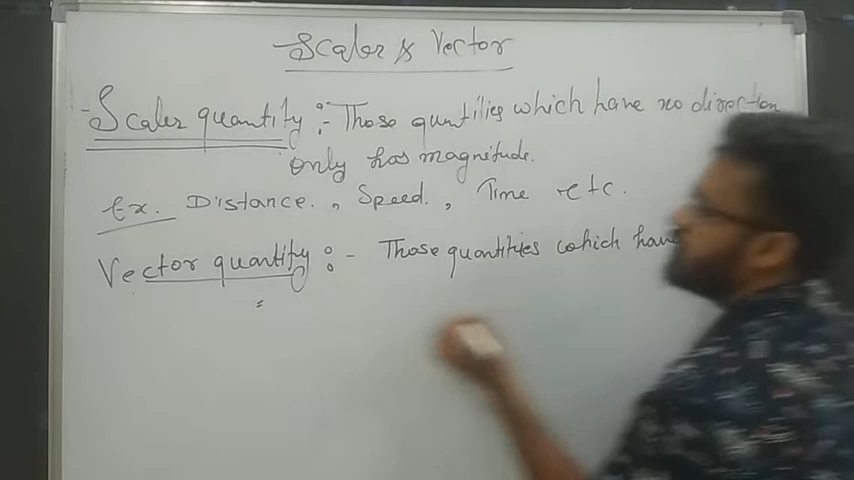 Scaler & Vector
Scaler quantity :- Those quntilies which have no direction
only has magnitude.
Ex. Distance. , Speed. , Time etc.
Vector quantity :- Those quantities which have